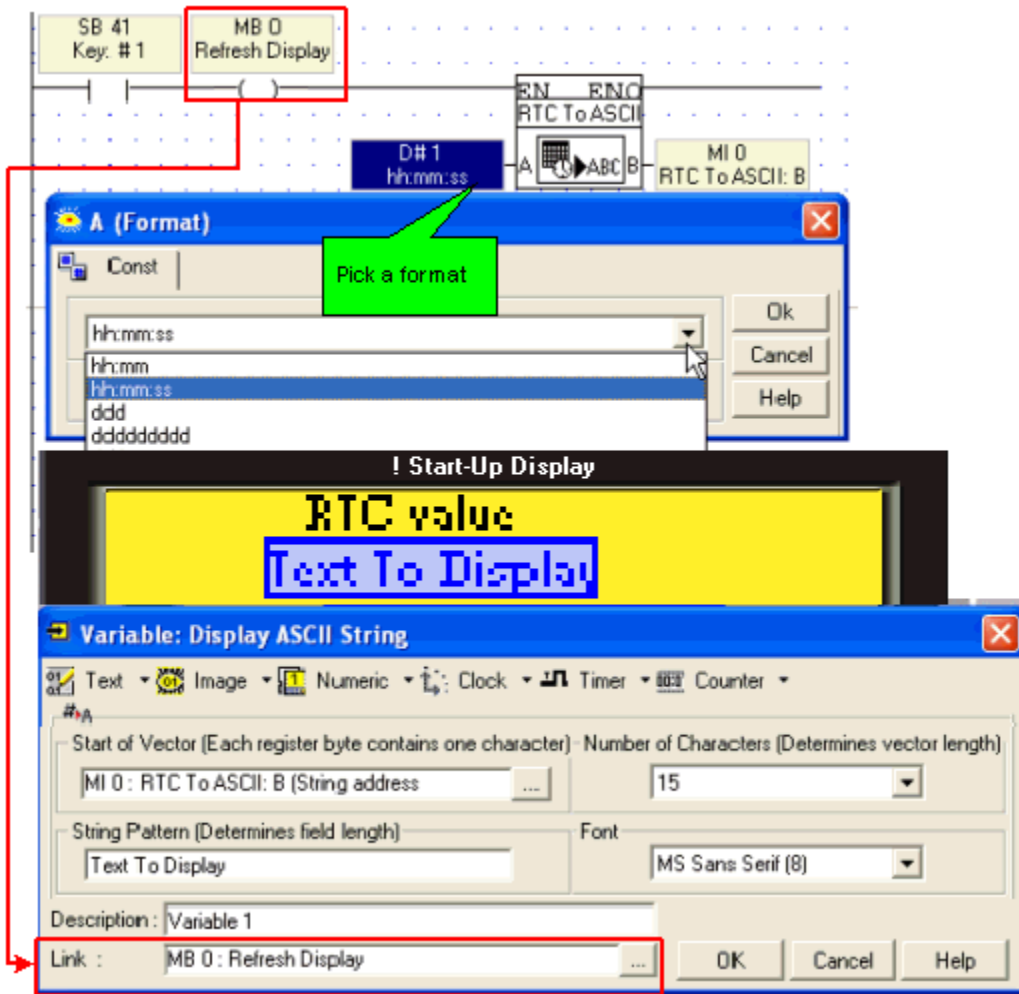 SB 41
Key: # 1
MB 0
Refresh Display
EN ENO
RTC To ASCII
D# 1
hh:mm:ss
A ABC B
MI 0
RTC To ASCII: B
A (Format)
Const
Pick a format
hh:mm:ss
Ok
hh:mm
Cancel
hh:mm:ss
Help
ddd
ddddddddd
! Start-Up Display
RTC value
Text To Display
Variable: Display ASCII String
Text Image Numeric Clock Timer Counter
#▸A
Start of Vector (Each register byte contains one character) Number of Characters (Determines vector length)
MI 0 : RTC To ASCII: B (String address ... 15
String Pattern (Determines field length) Font
Text To Display MS Sans Serif (8)
Description : Variable 1
Link : MB 0 : Refresh Display ... OK Cancel Help